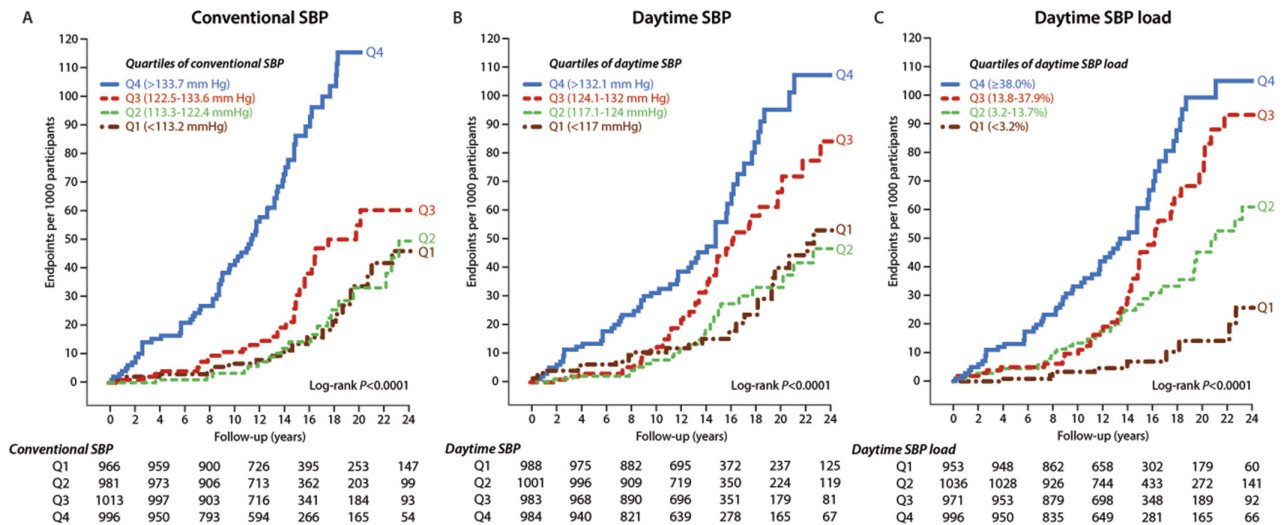 A
Conventional SBP
120
110
100
90
80
70
60
50
40
30
20
10
0
Endpoints per 1000 participants
Quartiles of conventional SBP
Q4 (>133.7 mm Hg)
Q3 (122.5-133.6 mm Hg)
Q2 (113.3-122.4 mmHg)
Q1 (<113.2 mmHg)
Q4
Q3
Q2
Q1
Log-rank P<0.0001
0 2 4 6 8 10 12 14 16 18 20 22 24
Follow-up (years)
Conventional SBP
Q1 966 959 900 726 395 253 147
Q2 981 973 906 713 362 203 99
Q3 1013 997 903 716 341 184 93
Q4 996 950 793 594 266 165 54
B
Daytime SBP
120
110
100
90
80
70
60
50
40
30
20
10
0
Endpoints per 1000 participants
Quartiles of daytime SBP
Q4 (>132.1 mm Hg)
Q3 (124.1-132 mm Hg)
Q2 (117.1-124 mmHg)
Q1 (<117 mmHg)
Q4
Q3
Q1
Q2
Log-rank P<0.0001
0 2 4 6 8 10 12 14 16 18 20 22 24
Follow-up (years)
Daytime SBP
Q1 988 975 882 695 372 237 125
Q2 1001 996 909 719 350 224 119
Q3 983 968 890 696 351 179 81
Q4 984 940 821 639 278 165 67
C
Daytime SBP load
120
110
100
90
80
70
60
50
40
30
20
10
0
Endpoints per 1000 participants
Quartiles of daytime SBP load
Q4 (≥38.0%)
Q3 (13.8-37.9%)
Q2 (3.2-13.7%)
Q1 (<3.2%)
Q4
Q3
Q2
Q1
Log-rank P<0.0001
0 2 4 6 8 10 12 14 16 18 20 22 24
Follow-up (years)
Daytime SBP load
Q1 953 948 862 658 302 179 60
Q2 1036 1028 926 744 433 272 141
Q3 971 953 879 698 348 189 92
Q4 996 950 835 649 281 165 66